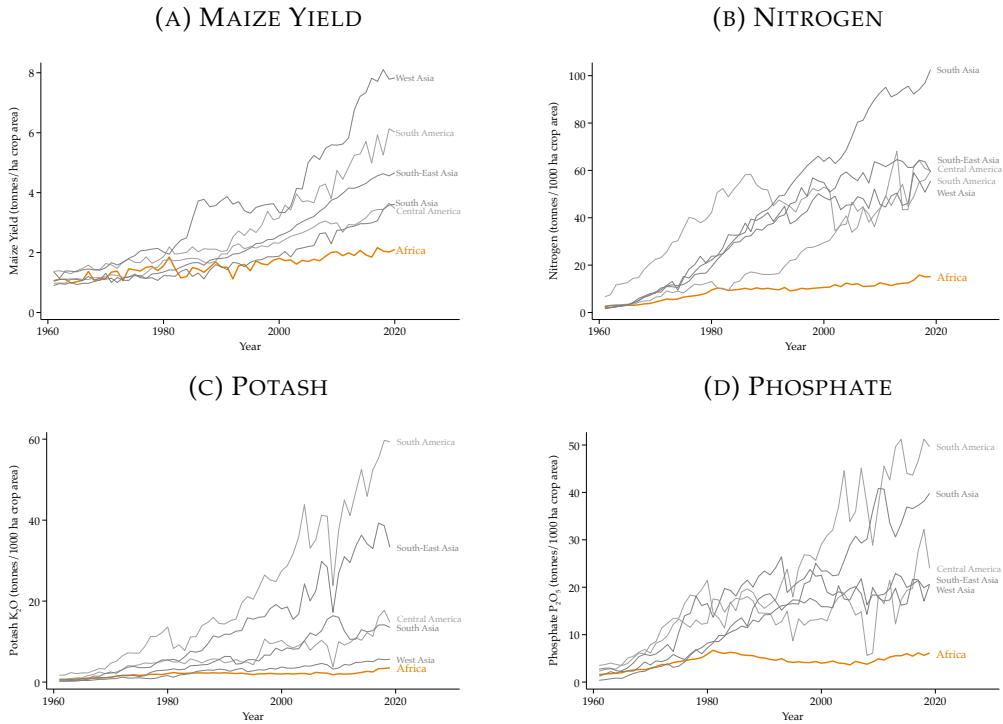 (A) MAIZE YIELD
Maize Yield (tonnes/ha crop area)
8
6
4
2
0
West Asia
South America
South-East Asia
South Asia
Central America
Africa
1960 1980 2000 2020
Year
(B) NITROGEN
Nitrogen (tonnes/1000 ha crop area)
100
80
60
40
20
0
South Asia
South-East Asia
Central America
South America
West Asia
Africa
1960 1980 2000 2020
Year
(C) POTASH
Potash K₂O (tonnes/1000 ha crop area)
60
40
20
0
South America
South-East Asia
Central America
South Asia
West Asia
Africa
1960 1980 2000 2020
Year
(D) PHOSPHATE
Phosphate P₂O₅ (tonnes/1000 ha crop area)
50
40
30
20
10
0
South America
South Asia
Central America
South-East Asia
West Asia
Africa
1960 1980 2000 2020
Year